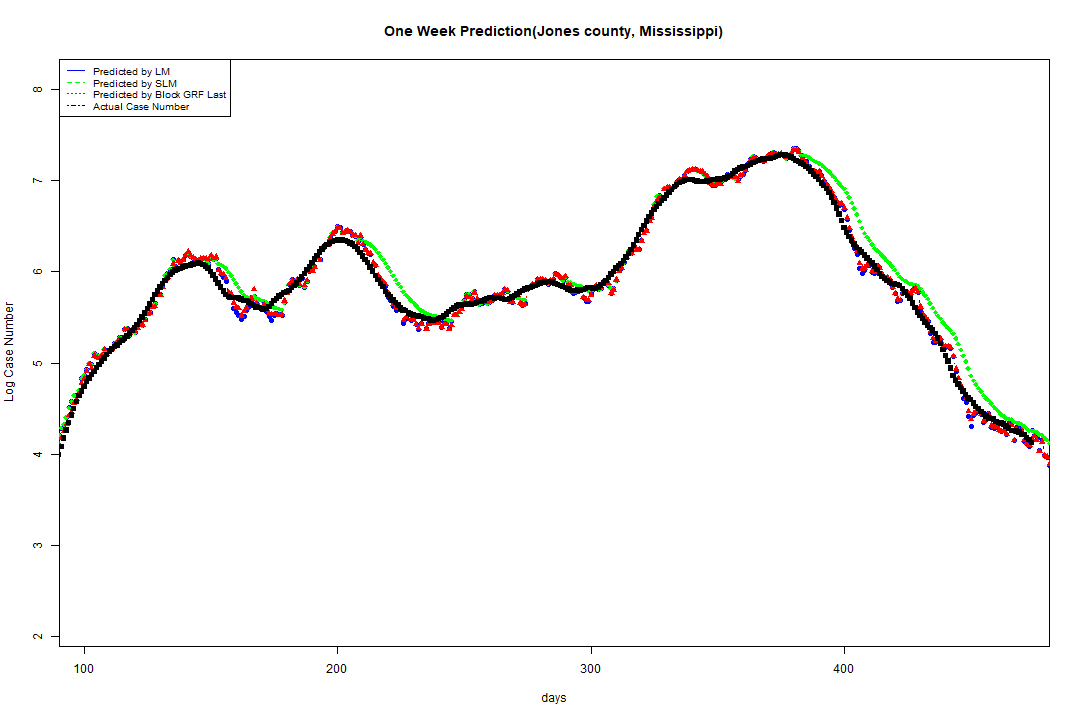 One Week Prediction(Jones county, Mississippi)
Predicted by LM
Predicted by SLM
Predicted by Block GRF Last
Actual Case Number
8
7
6
5
4
3
2
Log Case Number
100 200 300 400
days